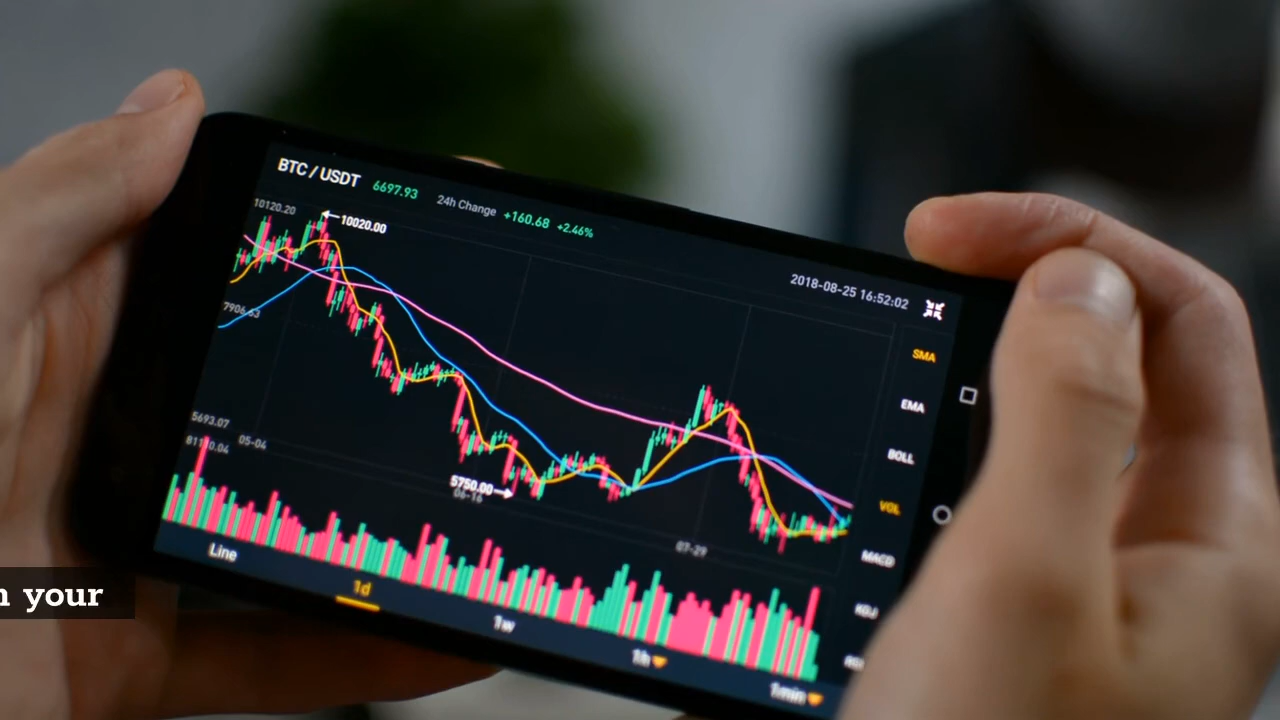 BTC / USDT 6697.93 24h Change +160.68 +2.46%
2018-08-25 16:52:02
10120.20
10020.00
SMA
7906.63
EMA
BOLL
5693.07
05-04
5750.00
06-16
VOL
07-29
MACD
KDJ
Line
1d
1w
1h
1min
your